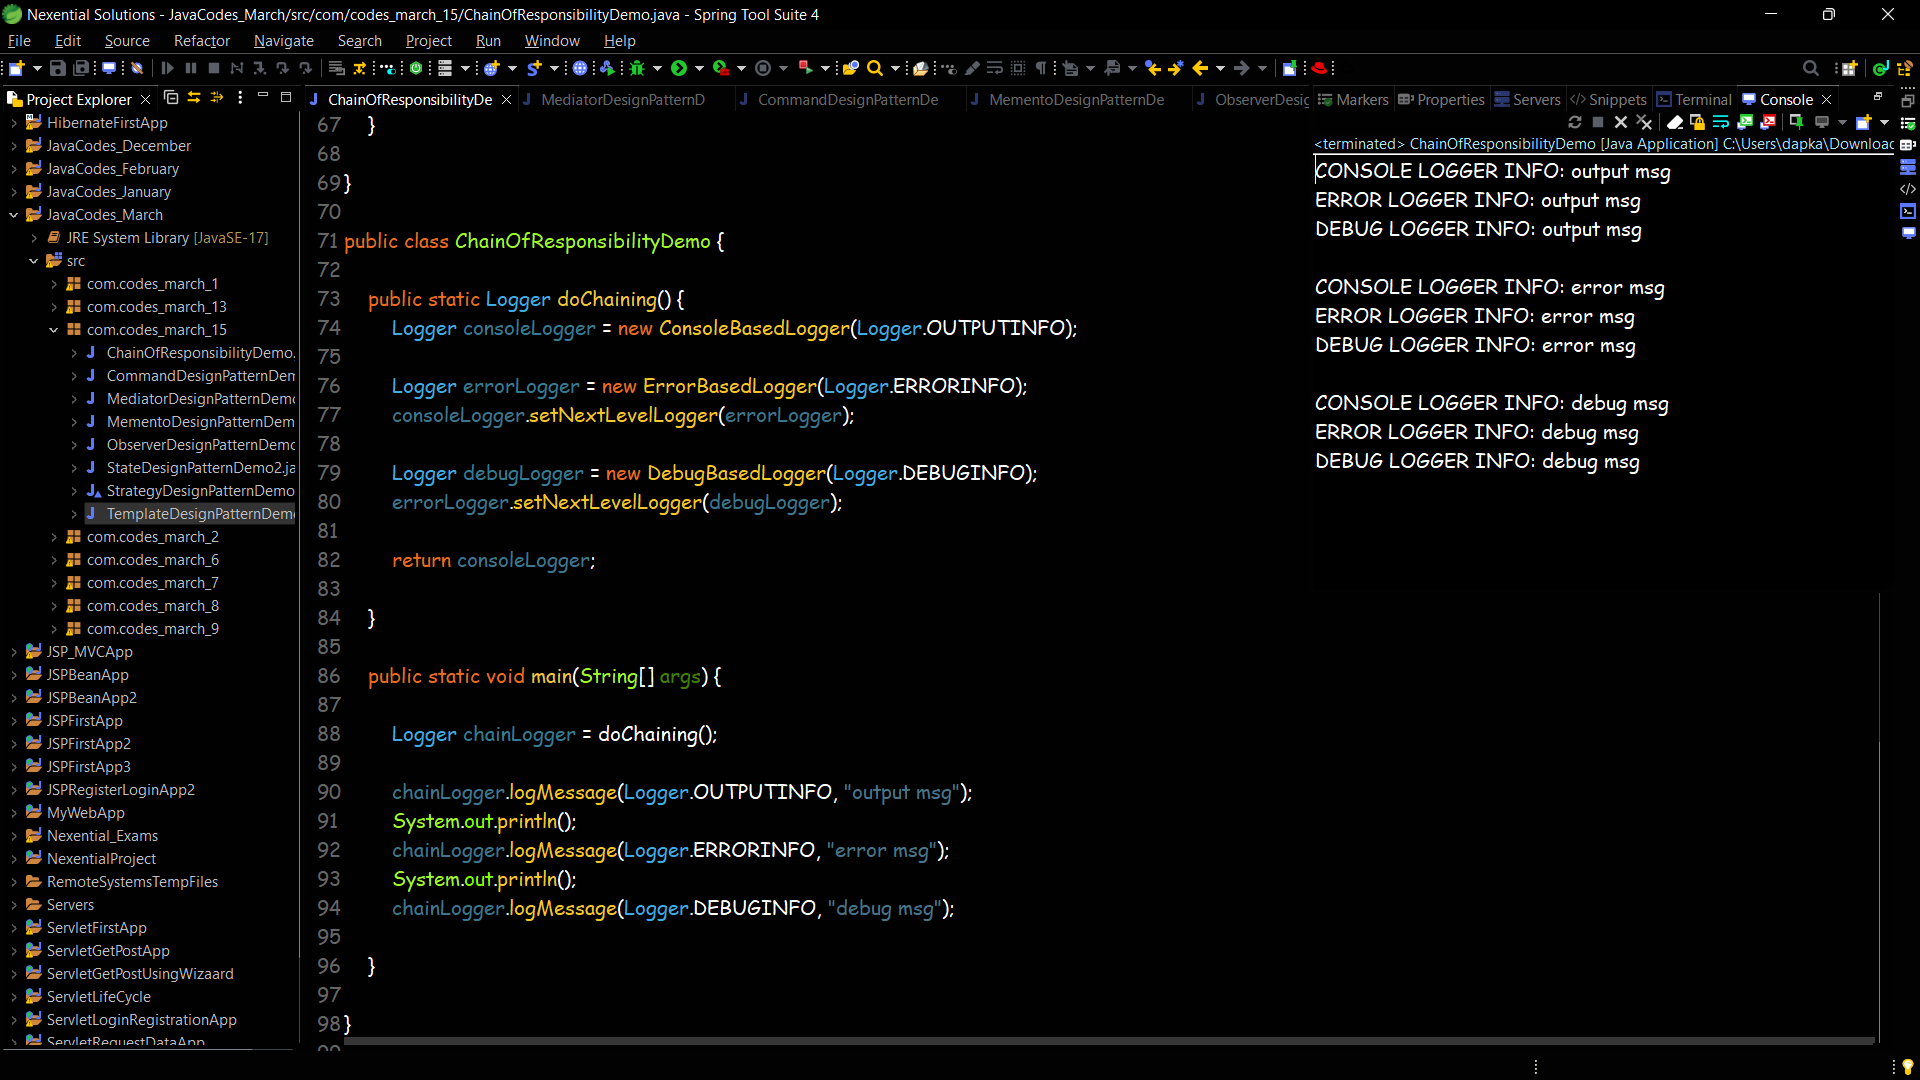 Nexential Solutions - JavaCodes_March/src/com/codes_march_15/ChainOfResponsibilityDemo.java - Spring Tool Suite 4
File Edit Source Refactor Navigate Search Project Run Window Help
Project Explorer
HibernateFirstApp
JavaCodes_December
JavaCodes_February
JavaCodes_January
JavaCodes_March
JRE System Library [JavaSE-17]
src
com.codes_march_1
com.codes_march_13
com.codes_march_15
ChainOfResponsibilityDemo.
CommandDesignPatternDem
MediatorDesignPatternDem
MementoDesignPatternDem
ObserverDesignPatternDemo
StateDesignPatternDemo2.ja
StrategyDesignPatternDemo
TemplateDesignPatternDem
com.codes_march_2
com.codes_march_6
com.codes_march_7
com.codes_march_8
com.codes_march_9
JSP_MVCApp
JSPBeanApp
JSPBeanApp2
JSPFirstApp
JSPFirstApp2
JSPFirstApp3
JSPRegisterLoginApp2
MyWebApp
Nexential_Exams
NexentialProject
RemoteSystemsTempFiles
Servers
ServletFirstApp
ServletGetPostApp
ServletGetPostUsingWizaard
ServletLifeCycle
ServletLoginRegistrationApp
ServletRequestDataApp
ChainOfResponsibilityDe MediatorDesignPatternD CommandDesignPatternDe MementoDesignPatternDe ObserverDesig
67 }
68
69 }
70
71 public class ChainOfResponsibilityDemo {
72
73 public static Logger doChaining() {
74 Logger consoleLogger = new ConsoleBasedLogger(Logger.OUTPUTINFO);
75
76 Logger errorLogger = new ErrorBasedLogger(Logger.ERRORINFO);
77 consoleLogger.setNextLevelLogger(errorLogger);
78
79 Logger debugLogger = new DebugBasedLogger(Logger.DEBUGINFO);
80 errorLogger.setNextLevelLogger(debugLogger);
81
82 return consoleLogger;
83
84 }
85
86 public static void main(String[] args) {
87
88 Logger chainLogger = doChaining();
89
90 chainLogger.logMessage(Logger.OUTPUTINFO, "output msg");
91 System.out.println();
92 chainLogger.logMessage(Logger.ERRORINFO, "error msg");
93 System.out.println();
94 chainLogger.logMessage(Logger.DEBUGINFO, "debug msg");
95
96 }
97
98 }
Markers Properties Servers Snippets Terminal Console
<terminated> ChainOfResponsibilityDemo [Java Application] C:\Users\dapka\Downloac
CONSOLE LOGGER INFO: output msg
ERROR LOGGER INFO: output msg
DEBUG LOGGER INFO: output msg
CONSOLE LOGGER INFO: error msg
ERROR LOGGER INFO: error msg
DEBUG LOGGER INFO: error msg
CONSOLE LOGGER INFO: debug msg
ERROR LOGGER INFO: debug msg
DEBUG LOGGER INFO: debug msg